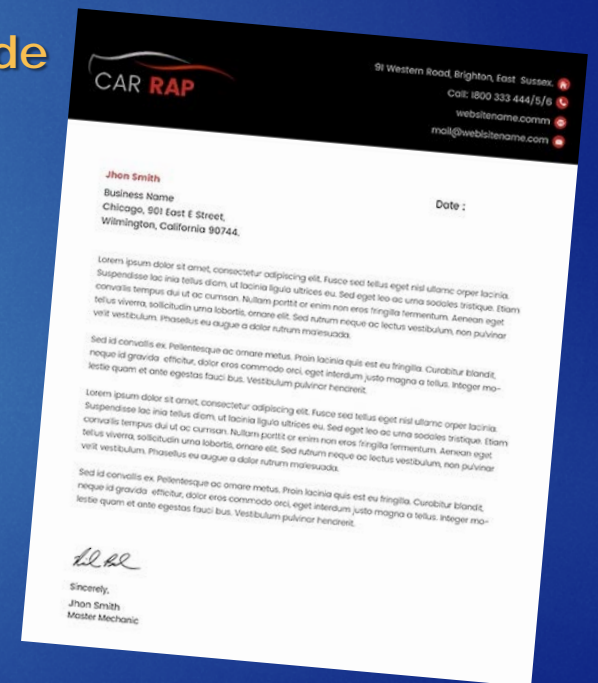 de
CAR RAP
91 Western Road, Brighton, East Sussex.
Call: 1800 333 444/5/6
websitename.comm
mail@weblsitename.com
Jhon Smith
Business Name
Chicago, 901 East E Street,
Wilmington, California 90744.
Date :
Lorem ipsum dolor sit amet, consectetur adipiscing elit. Fusce sed tellus eget nisl ullamc orper lacinia.
Suspendisse lac inia tellus diam, ut lacinia ligula ultrices eu. Sed eget leo ac urna sodales tristique. Etiam
convallis tempus dui ut ac cumsan. Nullam porttit or enim non eros fringilla fermentum. Aenean eget
tellus viverra, sollicitudin urna lobortis, ornare elit. Sed rutrum neque ac lectus vestibulum, non pulvinar
velit vestibulum. Phasellus eu augue a dolor rutrum malesuada.
Sed id convallis ex. Pellentesque ac ornare metus. Proin lacinia quis est eu fringilla. Curabitur blandit,
neque id gravida efficitur, dolor eros commodo orci, eget interdum justo magna a tellus. Integer mo-
lestie quam et ante egestas fauci bus. Vestibulum pulvinar hendrerit.
Lorem ipsum dolor sit amet, consectetur adipiscing elit. Fusce sed tellus eget nisl ullamc orper lacinia.
Suspendisse lac inia tellus diam, ut lacinia ligula ultrices eu. Sed eget leo ac urna sodales tristique. Etiam
convallis tempus dui ut ac cumsan. Nullam porttit or enim non eros fringilla fermentum. Aenean eget
tellus viverra, sollicitudin urna lobortis, ornare elit. Sed rutrum neque ac lectus vestibulum, non pulvinar
velit vestibulum. Phasellus eu augue a dolor rutrum malesuada.
Sed id convallis ex. Pellentesque ac ornare metus. Proin lacinia quis est eu fringilla. Curabitur blandit,
neque id gravida efficitur, dolor eros commodo orci, eget interdum justo magna a tellus. Integer mo-
lestie quam et ante egestas fauci bus. Vestibulum pulvinar hendrerit.
Sincerely,
Jhon Smith
Master Mechanic